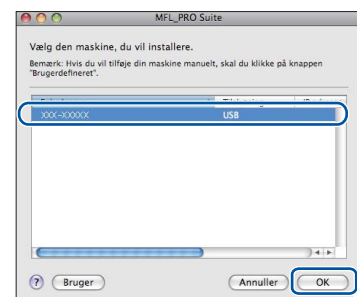 MFL_PRO Suite
Vælg den maskine, du vil installere.
Bemærk: Hvis du vil tilføje din maskine manuelt, skal du klikke på knappen
"Brugerdefineret".
XXX-XXXXX USB
? Bruger Annuller OK